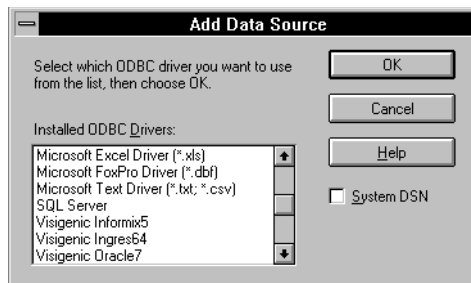 Add Data Source
Select which ODBC driver you want to use
from the list, then choose OK.
Installed ODBC Drivers:
Microsoft Excel Driver (*.xls)
Microsoft FoxPro Driver (*.dbf)
Microsoft Text Driver (*.txt; *.csv)
SQL Server
Visigenic Informix5
Visigenic Ingres64
Visigenic Oracle7
OK
Cancel
Help
System DSN